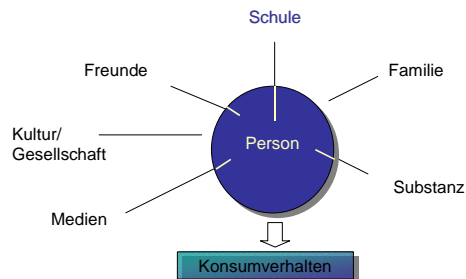 Schule
Freunde
Familie
Kultur/
Gesellschaft
Person
Substanz
Medien
Konsumverhalten